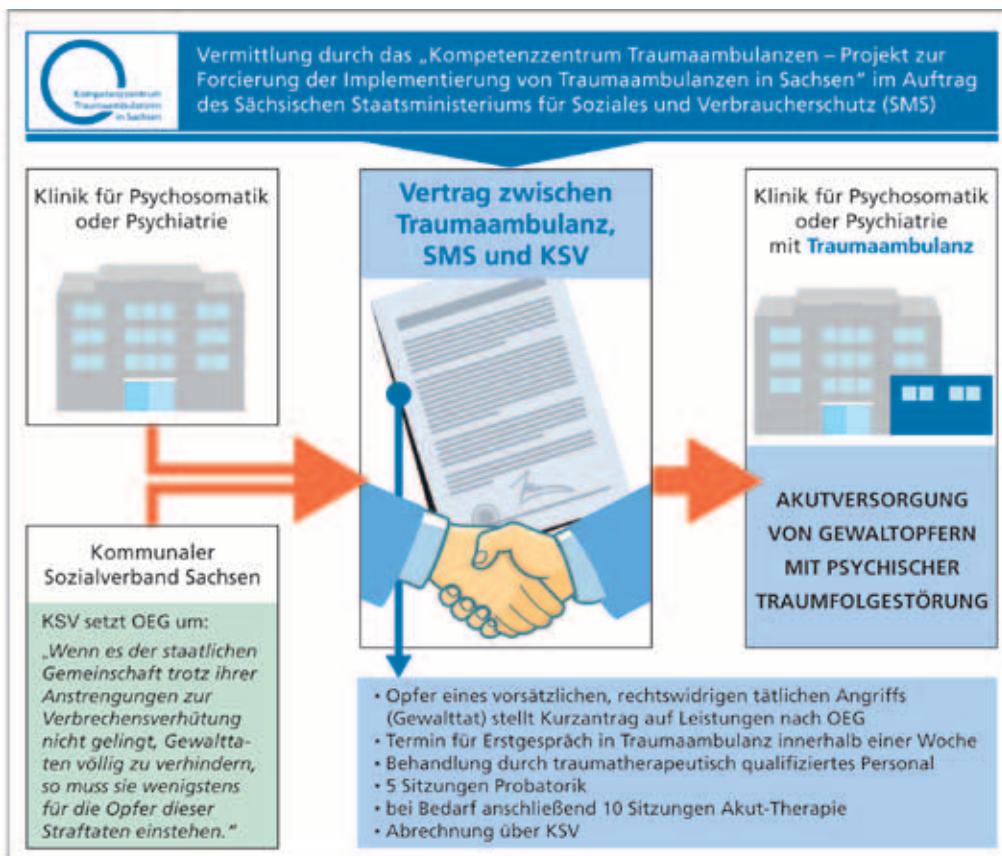 Kompetenzzentrum
Traumaambulanzen
in Sachsen
Vermittlung durch das „Kompetenzzentrum Traumaambulanzen – Projekt zur
Forcierung der Implementierung von Traumaambulanzen in Sachsen“ im Auftrag
des Sächsischen Staatsministeriums für Soziales und Verbraucherschutz (SMS)
Klinik für Psychosomatik
oder Psychiatrie
Vertrag zwischen
Traumaambulanz,
SMS und KSV
Klinik für Psychosomatik
oder Psychiatrie
mit Traumaambulanz
AKUTVERSORGUNG
VON GEWALTOPFERN
MIT PSYCHISCHER
TRAUMFOLGESTÖRUNG
Kommunaler
Sozialverband Sachsen
KSV setzt OEG um:
„Wenn es der staatlichen
Gemeinschaft trotz ihrer
Anstrengungen zur
Verbrechensverhütung
nicht gelingt, Gewaltta-
ten völlig zu verhindern,
so muss sie wenigstens
für die Opfer dieser
Straftaten einstehen.“
• Opfer eines vorsätzlichen, rechtswidrigen tätlichen Angriffs
(Gewalttat) stellt Kurzantrag auf Leistungen nach OEG
• Termin für Erstgespräch in Traumaambulanz innerhalb einer Woche
• Behandlung durch traumatherapeutisch qualifiziertes Personal
• 5 Sitzungen Probatorik
• bei Bedarf anschließend 10 Sitzungen Akut-Therapie
• Abrechnung über KSV